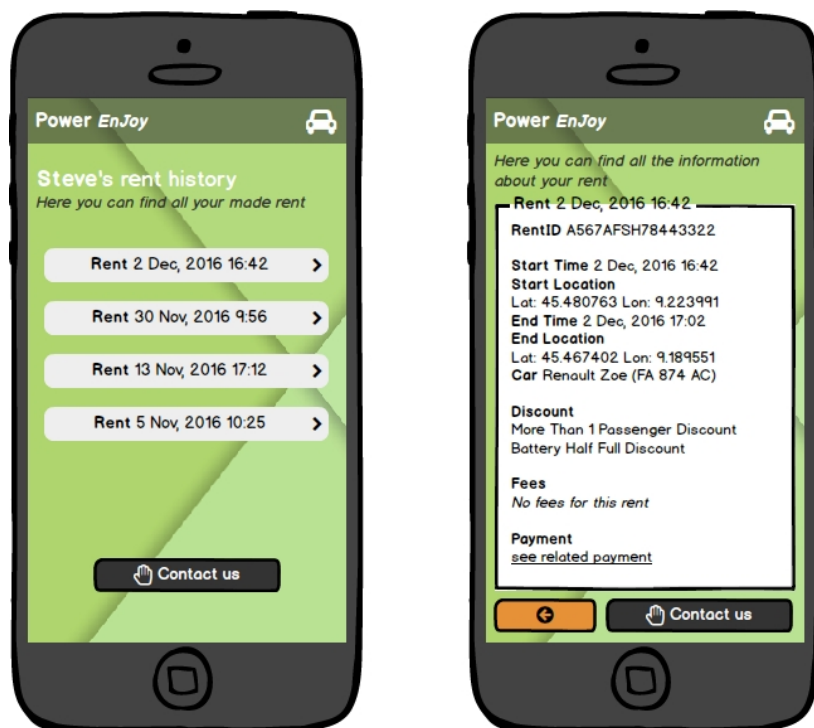 Power EnJoy
Steve's rent history
Here you can find all your made rent
Rent 2 Dec, 2016 16:42
Rent 30 Nov, 2016 9:56
Rent 13 Nov, 2016 17:12
Rent 5 Nov, 2016 10:25
Contact us
Power EnJoy
Here you can find all the information
about your rent
Rent 2 Dec, 2016 16:42
RentID A567AFSH78443322
Start Time 2 Dec, 2016 16:42
Start Location
Lat: 45.480763 Lon: 9.223991
End Time 2 Dec, 2016 17:02
End Location
Lat: 45.467402 Lon: 9.189551
Car Renault Zoe (FA 874 AC)
Discount
More Than 1 Passenger Discount
Battery Half Full Discount
Fees
No fees for this rent
Payment
see related payment
Contact us